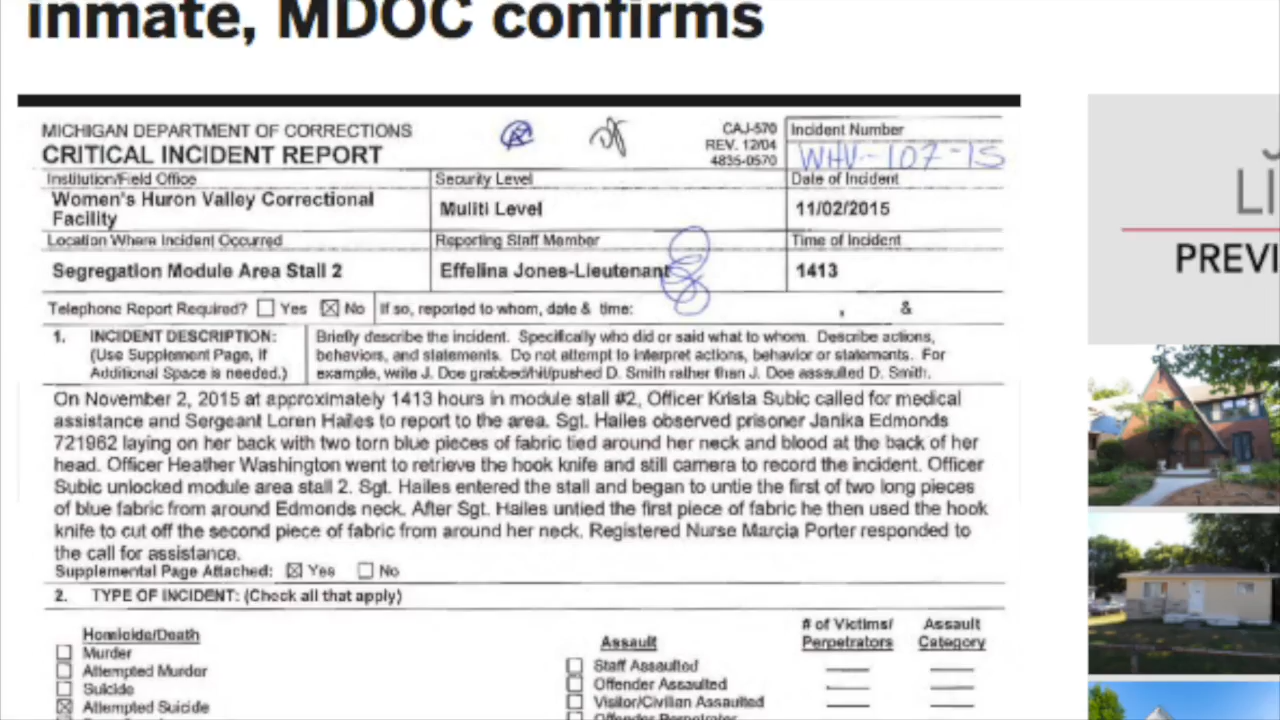 inmate, MDOC confirms
MICHIGAN DEPARTMENT OF CORRECTIONS
CRITICAL INCIDENT REPORT
CAJ-570
REV. 12/04
4835-0570
Incident Number
WHV-107-15
Institution/Field Office
Women's Huron Valley Correctional
Facility
Security Level
Muliti Level
Date of Incident
11/02/2015
Location Where Incident Occurred
Segregation Module Area Stall 2
Reporting Staff Member
Effelina Jones-Lieutenant
Time of Incident
1413
Telephone Report Required? Yes No If so, reported to whom, date & time: , &
1. INCIDENT DESCRIPTION:
(Use Supplement Page, if
Additional Space is needed.)
Briefly describe the incident. Specifically who did or said what to whom. Describe actions,
behaviors, and statements. Do not attempt to interpret actions, behavior or statements. For
example, write J. Doe grabbed/hit/pushed D. Smith rather than J. Doe assaulted D. Smith.
On November 2, 2015 at approximately 1413 hours in module stall #2, Officer Krista Subic called for medical
assistance and Sergeant Loren Hailes to report to the area. Sgt. Hailes observed prisoner Janika Edmonds
721962 laying on her back with two torn blue pieces of fabric tied around her neck and blood at the back of her
head. Officer Heather Washington went to retrieve the hook knife and still camera to record the incident. Officer
Subic unlocked module area stall 2. Sgt. Hailes entered the stall and began to untie the first of two long pieces
of blue fabric from around Edmonds neck. After Sgt. Hailes untied the first piece of fabric he then used the hook
knife to cut off the second piece of fabric from around her neck. Registered Nurse Marcia Porter responded to
the call for assistance.
Supplemental Page Attached: Yes No
2. TYPE OF INCIDENT: (Check all that apply)
Homicide/Death
Murder
Attempted Murder
Suicide
Attempted Suicide
Assault
# of Victims/
Perpetrators
Assault
Category
Staff Assaulted
Offender Assaulted
Visitor/Civilian Assaulted
Offender Perpetrator
LI
PREVI